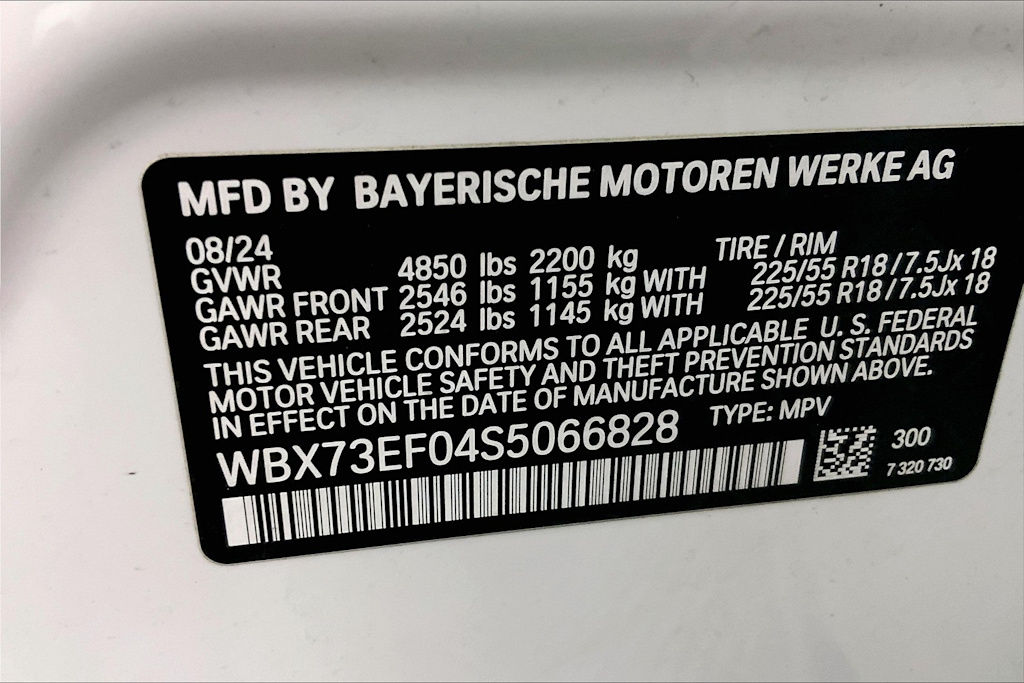 MFD BY BAYERISCHE MOTOREN WERKE AG
08/24
GVWR 4850 lbs 2200 kg TIRE / RIM
GAWR FRONT 2546 lbs 1155 kg WITH 225/55 R18/7.5Jx 18
GAWR REAR 2524 lbs 1145 kg WITH 225/55 R18/7.5Jx 18
THIS VEHICLE CONFORMS TO ALL APPLICABLE U. S. FEDERAL
MOTOR VEHICLE SAFETY AND THEFT PREVENTION STANDARDS
IN EFFECT ON THE DATE OF MANUFACTURE SHOWN ABOVE.
WBX73EF04S5066828 TYPE: MPV
300
7 320 730